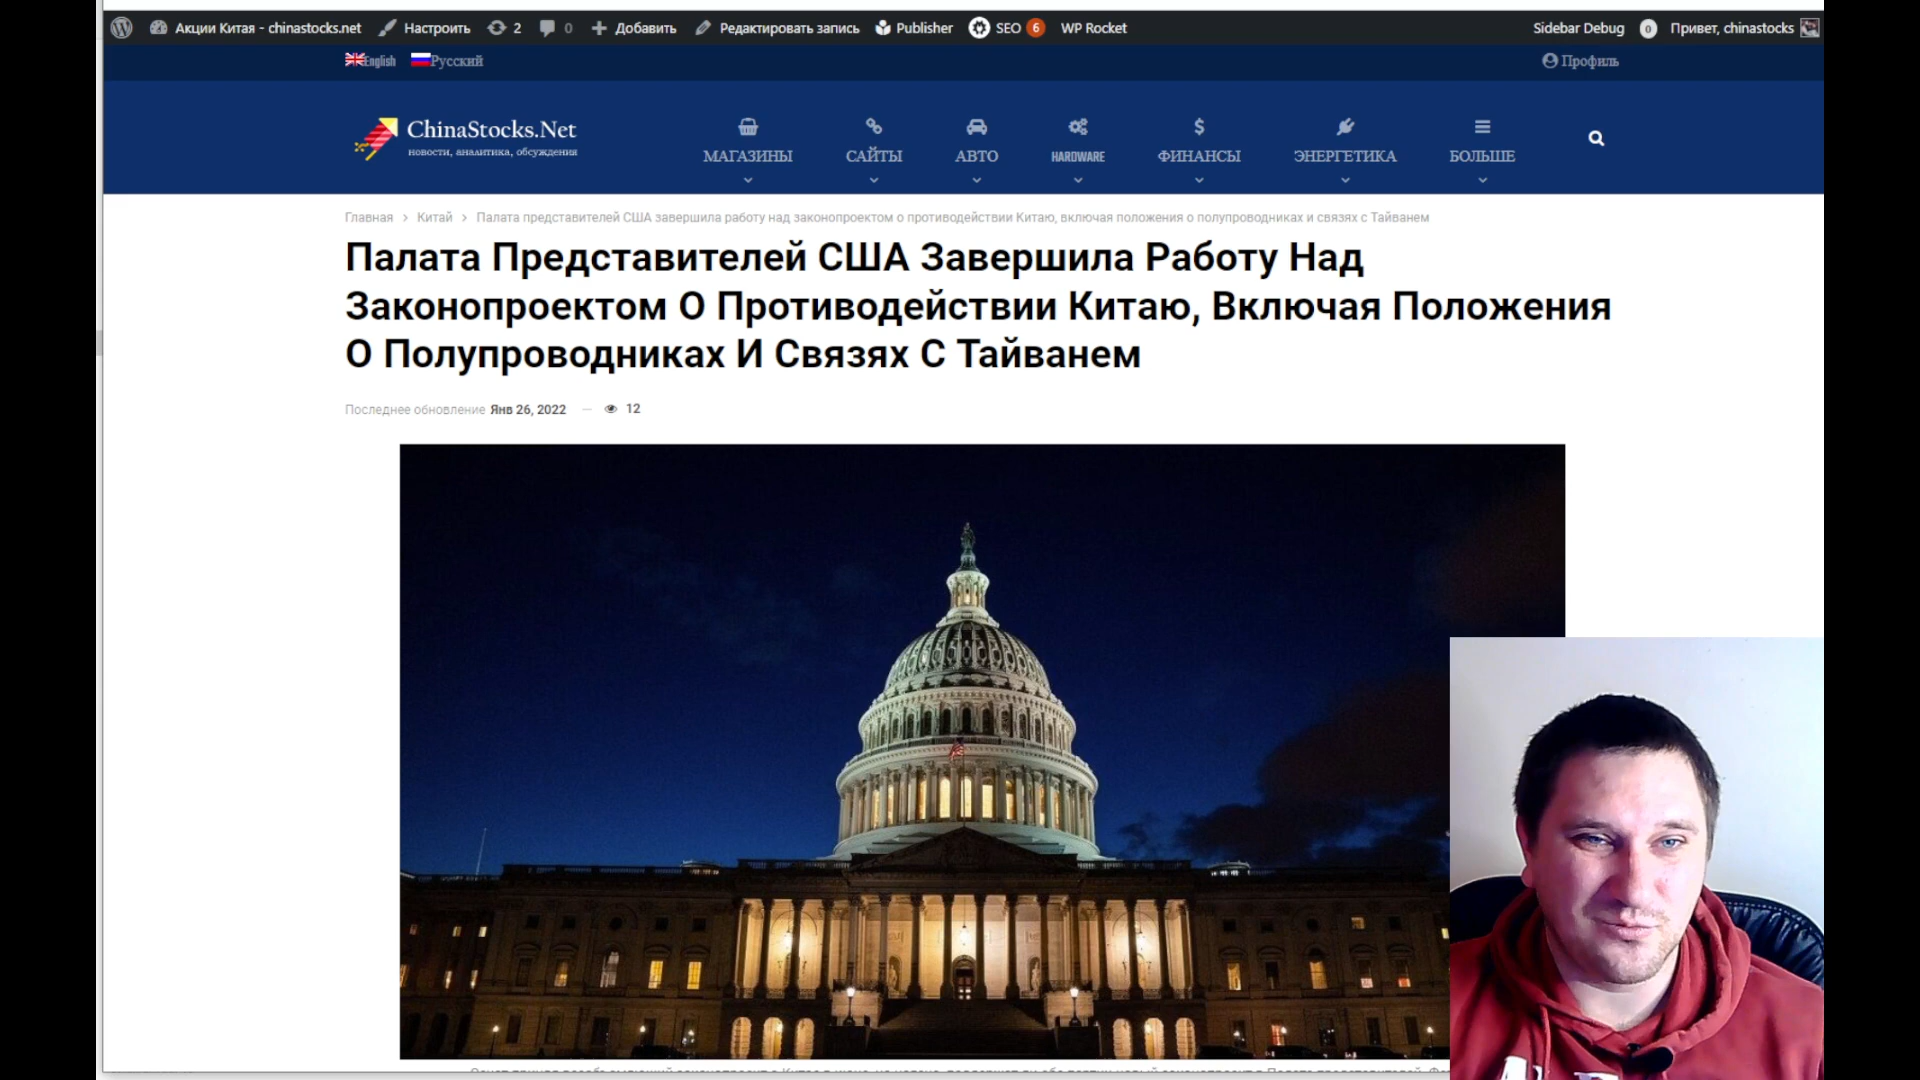 Акции Китая - chinastocks.net Настроить 2 0 Добавить Редактировать запись Publisher SEO 6 WP Rocket Sidebar Debug 0 Привет, chinastocks
English Русский Профиль
ChinaStocks.Net
новости, аналитика, обсуждения
МАГАЗИНЫ САЙТЫ АВТО HARDWARE ФИНАНСЫ ЭНЕРГЕТИКА БОЛЬШЕ
Главная > Китай > Палата представителей США завершила работу над законопроектом о противодействии Китаю, включая положения о полупроводниках и связях с Тайванем
Палата Представителей США Завершила Работу Над
Законопроектом О Противодействии Китаю, Включая Положения
О Полупроводниках И Связях С Тайванем
Последнее обновление Янв 26, 2022 — 12